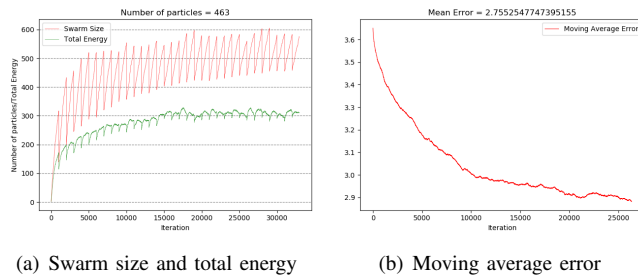 Number of particles = 463
Swarm Size
Total Energy
Number of particles/Total Energy
600
500
400
300
200
100
0
0 5000 10000 15000 20000 25000 30000
Iteration
(a) Swarm size and total energy
Mean Error = 2.7552547747395155
Moving Average Error
3.6
3.5
3.4
3.3
3.2
3.1
3.0
2.9
0 5000 10000 15000 20000 25000
Iteration
(b) Moving average error